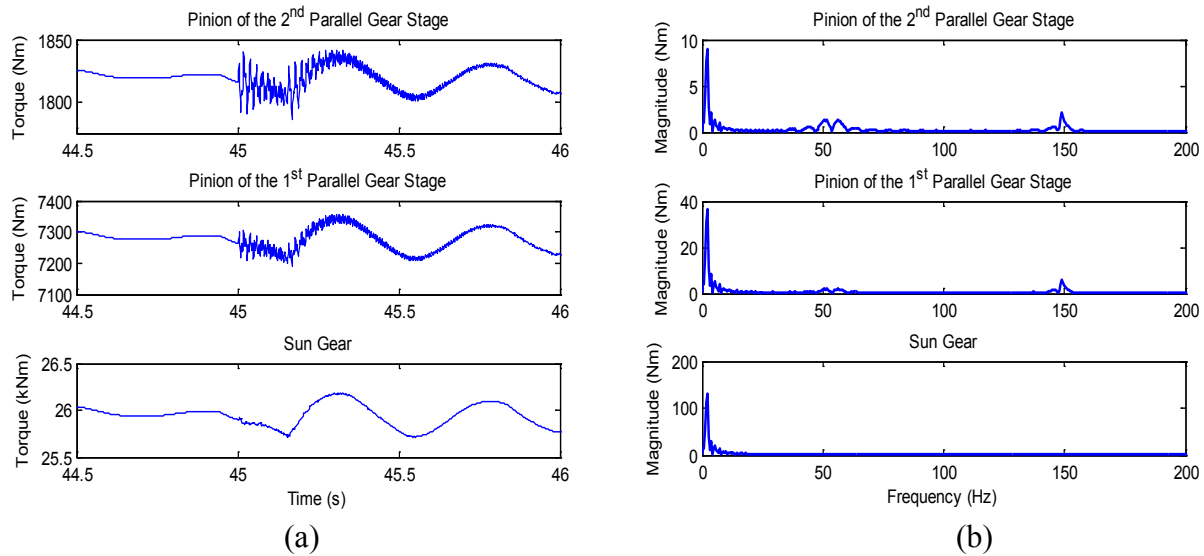 Pinion of the 2nd Parallel Gear Stage
Torque (Nm)
1850
1800
44.5 45 45.5 46
Pinion of the 1st Parallel Gear Stage
Torque (Nm)
7400
7300
7200
7100
44.5 45 45.5 46
Sun Gear
Torque (kNm)
26.5
26
25.5
44.5 45 45.5 46
Time (s)
(a)
Pinion of the 2nd Parallel Gear Stage
Magnitude (Nm)
10
5
0
0 50 100 150 200
Pinion of the 1st Parallel Gear Stage
Magnitude (Nm)
40
20
0
0 50 100 150 200
Sun Gear
Magnitude (Nm)
200
100
0
0 50 100 150 200
Frequency (Hz)
(b)